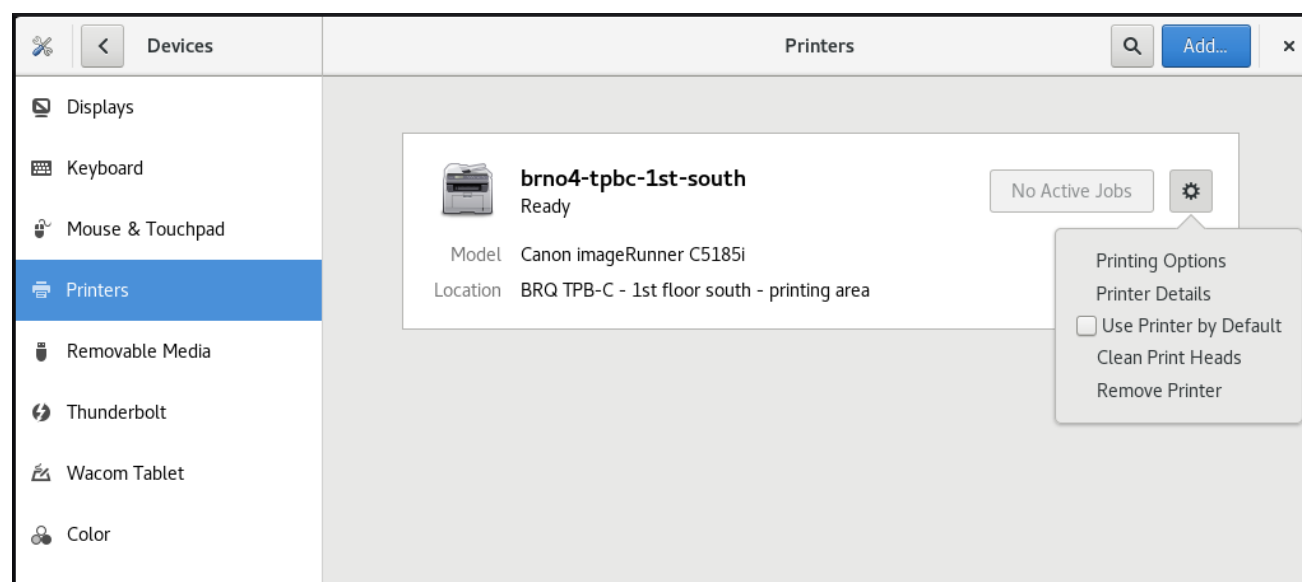 Devices
Printers
Add...
Displays
Keyboard
Mouse & Touchpad
Printers
Removable Media
Thunderbolt
Wacom Tablet
Color
brno4-tpbc-1st-south
Ready
No Active Jobs
Model Canon imageRunner C5185i
Location BRQ TPB-C - 1st floor south - printing area
Printing Options
Printer Details
Use Printer by Default
Clean Print Heads
Remove Printer